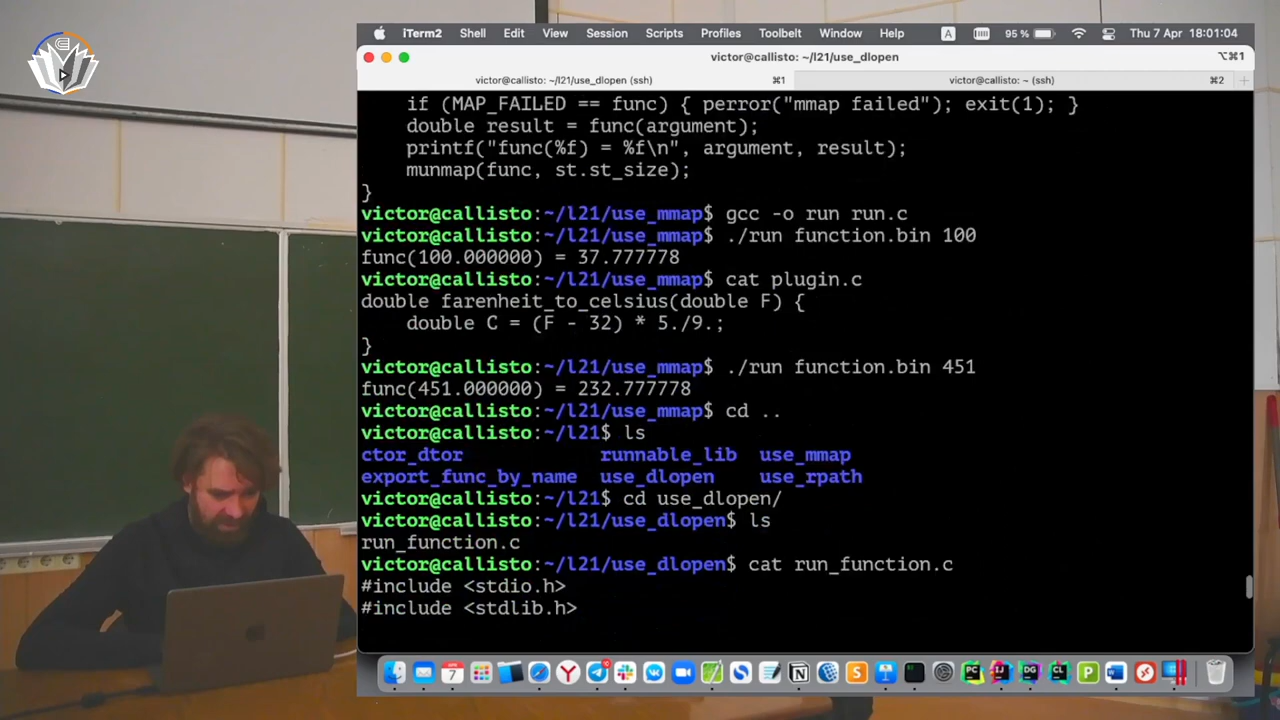 iTerm2 Shell Edit View Session Scripts Profiles Toolbelt Window Help A 95 % Thu 7 Apr 18:01:04
victor@callisto: ~/l21/use_dlopen ⌥⌘1
victor@callisto: ~/l21/use_dlopen (ssh) ⌘1 victor@callisto: ~ (ssh) ⌘2
    if (MAP_FAILED == func) { perror("mmap failed"); exit(1); }
    double result = func(argument);
    printf("func(%f) = %f\n", argument, result);
    munmap(func, st.st_size);
}
victor@callisto:~/l21/use_mmap$ gcc -o run run.c
victor@callisto:~/l21/use_mmap$ ./run function.bin 100
func(100.000000) = 37.777778
victor@callisto:~/l21/use_mmap$ cat plugin.c
double farenheit_to_celsius(double F) {
    double C = (F - 32) * 5./9.;
}
victor@callisto:~/l21/use_mmap$ ./run function.bin 451
func(451.000000) = 232.777778
victor@callisto:~/l21/use_mmap$ cd ..
victor@callisto:~/l21$ ls
ctor_dtor runnable_lib use_mmap
export_func_by_name use_dlopen use_rpath
victor@callisto:~/l21$ cd use_dlopen/
victor@callisto:~/l21/use_dlopen$ ls
run_function.c
victor@callisto:~/l21/use_dlopen$ cat run_function.c
#include <stdio.h>
#include <stdlib.h>